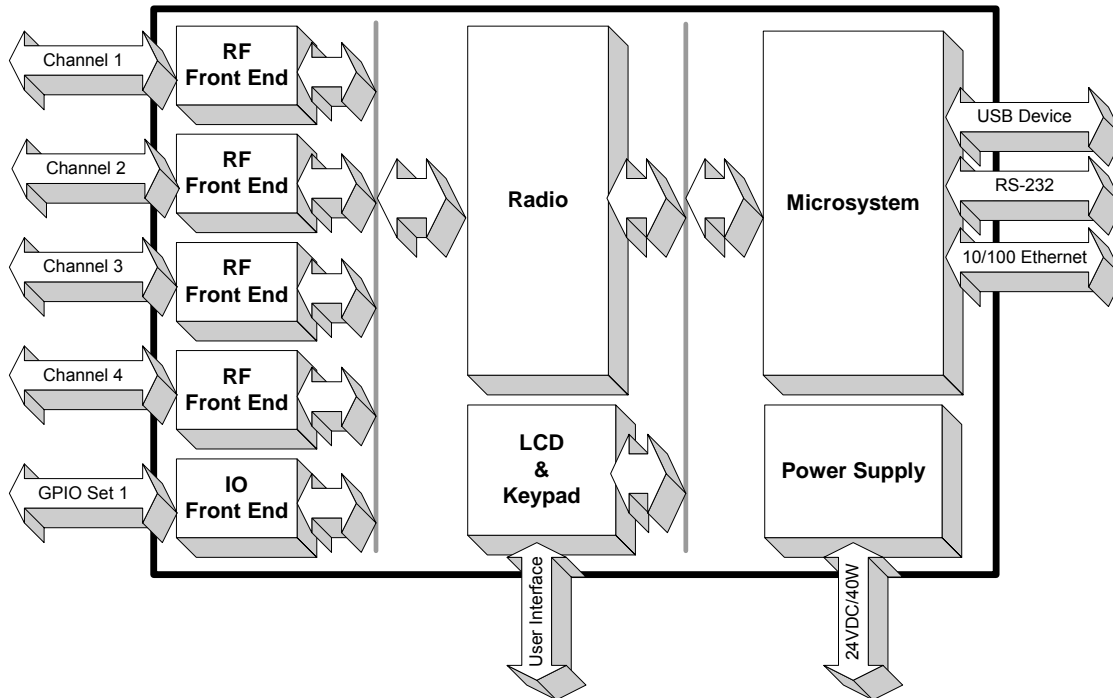 Channel 1
RF
Front End
Channel 2
RF
Front End
Channel 3
RF
Front End
Channel 4
RF
Front End
GPIO Set 1
IO
Front End
Radio
LCD
&
Keypad
User Interface
Microsystem
USB Device
RS-232
10/100 Ethernet
Power Supply
24VDC/40W